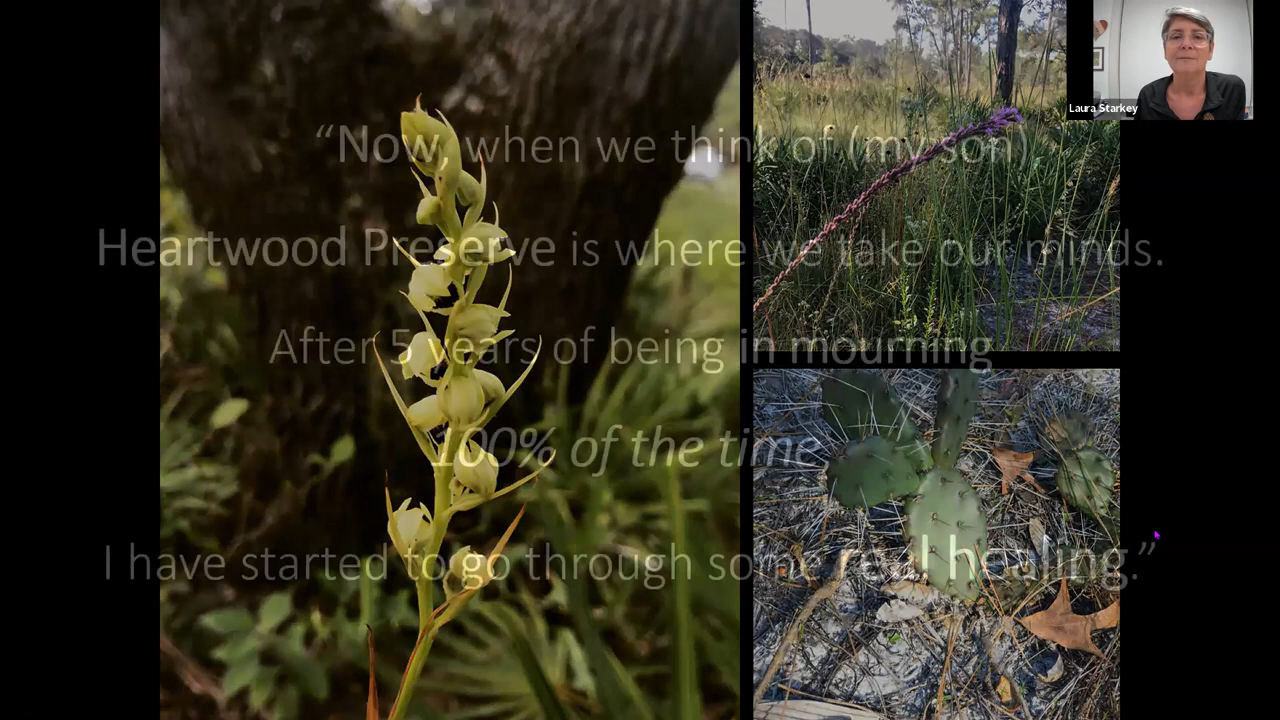 Laura Starkey
“Now, when we think of (my son)
Heartwood Preserve is where we take our minds.
After 5 years of being in mourning
100% of the time
I have started to go through some real healing.”